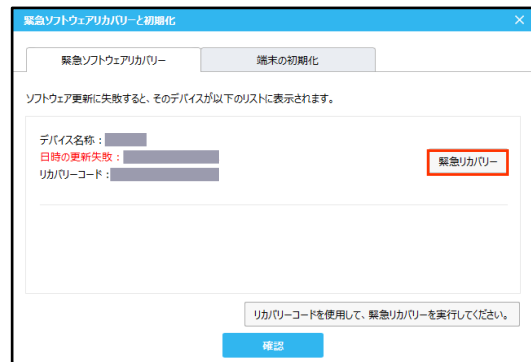 緊急ソフトウェアリカバリーと初期化
緊急ソフトウェアリカバリー
端末の初期化
ソフトウェア更新に失敗すると、そのデバイスが以下のリストに表示されます。
デバイス名称：
日時の更新失敗：
リカバリーコード：
緊急リカバリー
リカバリーコードを使用して、緊急リカバリーを実行してください。
確認